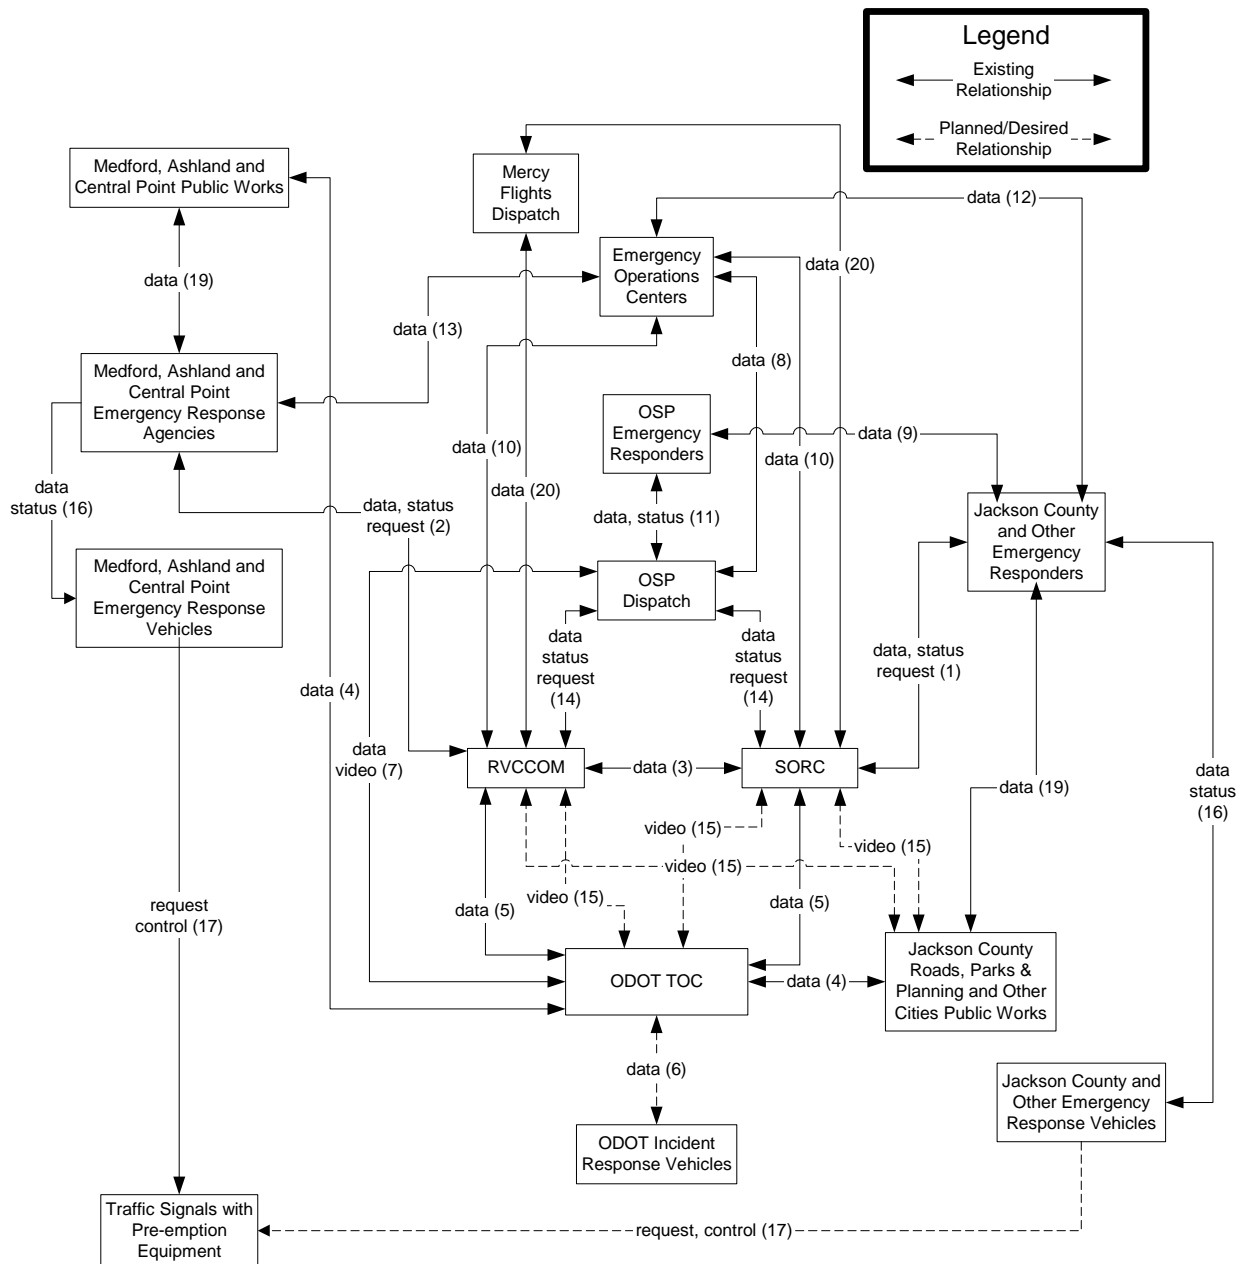 Legend
Existing
Relationship
Planned/Desired
Relationship
Medford, Ashland and
Central Point Public Works
Mercy
Flights
Dispatch
data (12)
Emergency
Operations
Centers
data (20)
data (19)
data (13)
data (8)
Medford, Ashland and
Central Point
Emergency Response
Agencies
OSP
Emergency
Responders
data (9)
data (10)
data (10)
data
status (16)
data (20)
data, status
request (2)
data, status (11)
Jackson County
and Other
Emergency
Responders
Medford, Ashland and
Central Point
Emergency Response
Vehicles
OSP
Dispatch
data
status
request
(14)
data
status
request
(14)
data, status
request (1)
data (4)
data
video (7)
RVCCOM
data (3)
SORC
data
status
(16)
data (19)
video (15)
video (15)
video (15)
video (15)
request
control (17)
data (5)
data (5)
ODOT TOC
data (4)
Jackson County
Roads, Parks &
Planning and Other
Cities Public Works
data (6)
Jackson County and
Other Emergency
Response Vehicles
ODOT Incident
Response Vehicles
Traffic Signals with
Pre-emption
Equipment
request, control (17)